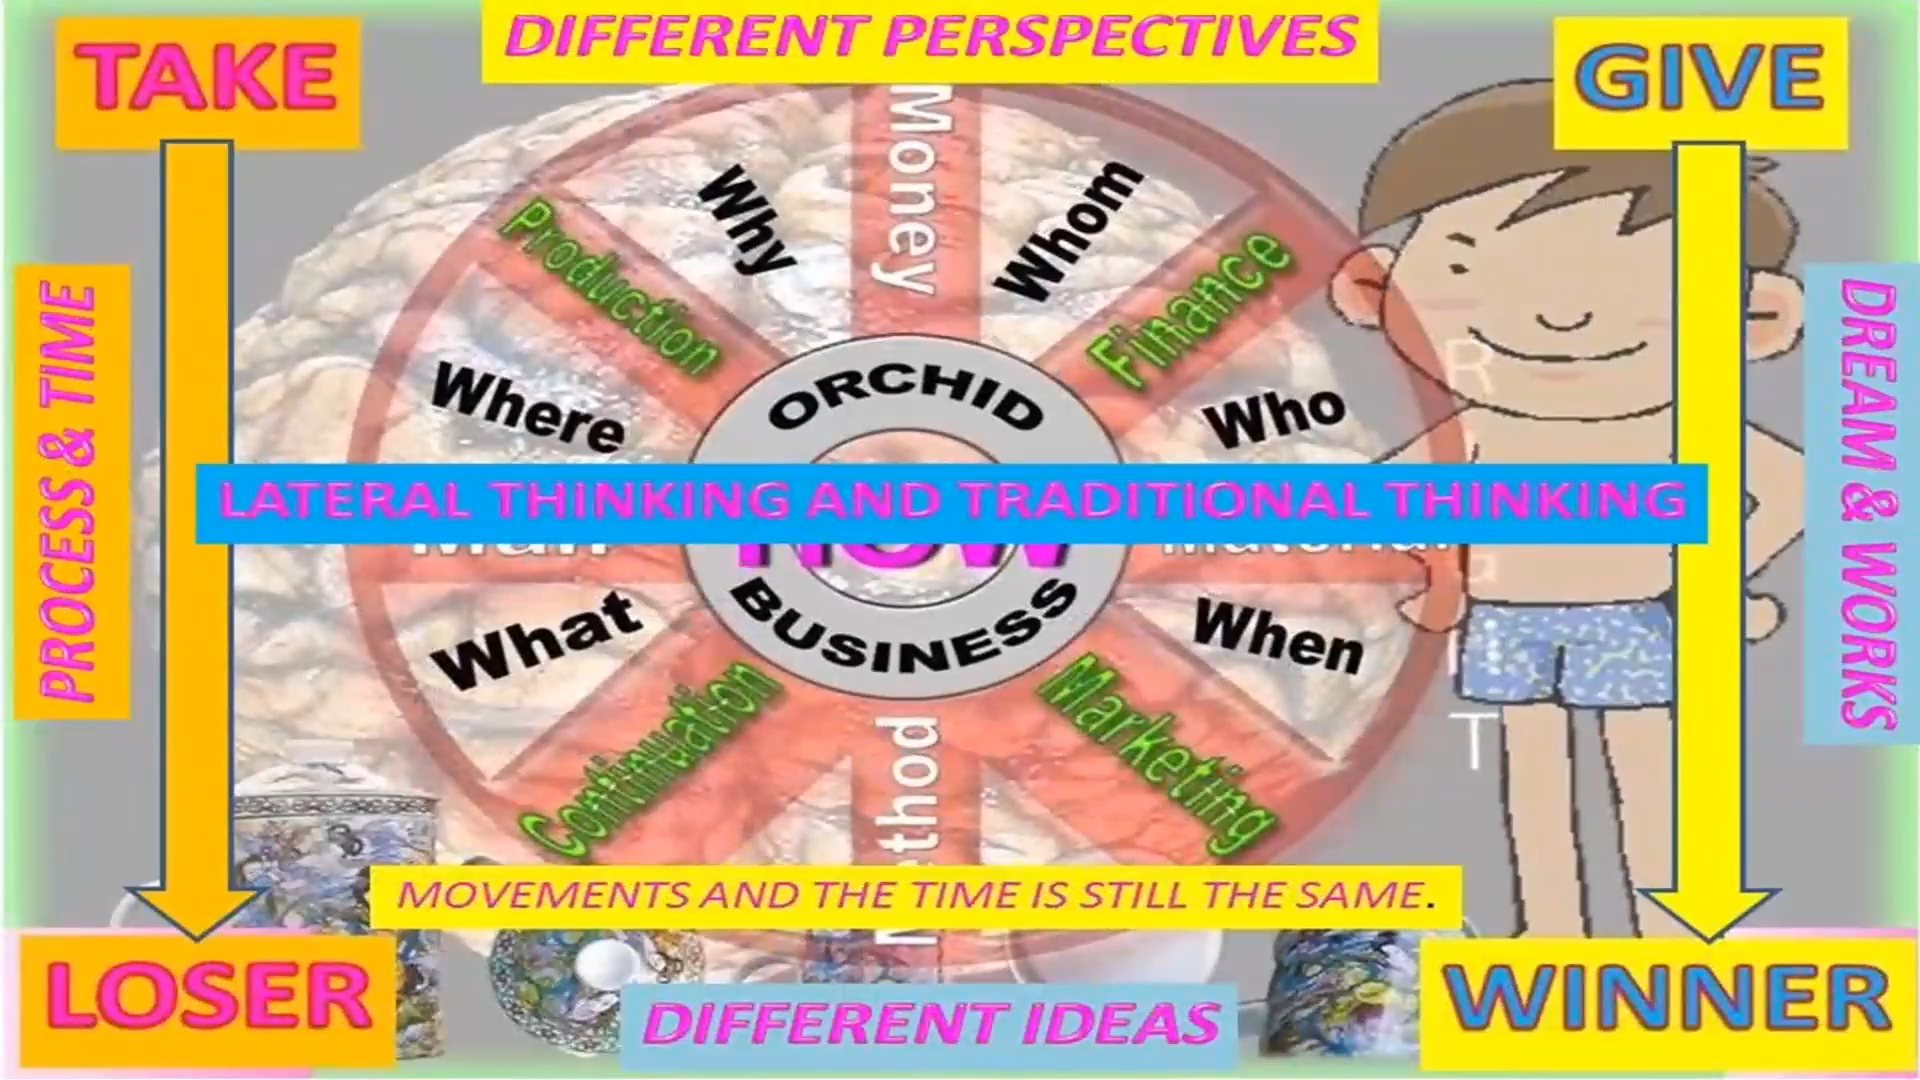 DIFFERENT PERSPECTIVES
TAKE
GIVE
Money
Why
Whom
Production
Finance
Where
Who
ORCHID
PROCESS & TIME
DREAM & WORKS
LATERAL THINKING AND TRADITIONAL THINKING
BUSINESS
What
When
Continuation
Marketing
R
T
MOVEMENTS AND THE TIME IS STILL THE SAME.
LOSER
WINNER
DIFFERENT IDEAS